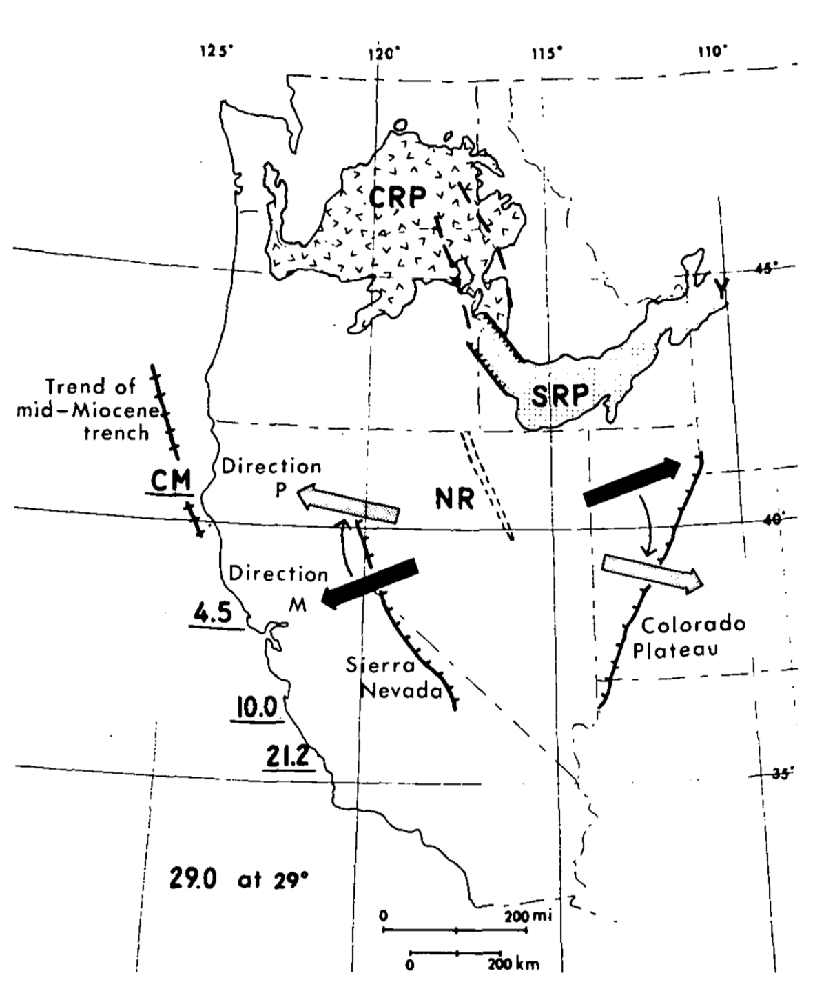 125° 120° 115° 110°
CRP
45°
Y
Trend of
mid-Miocene
trench
SRP
CM
Direction
P
NR
40°
Direction
M
4.5
Colorado
Plateau
Sierra
Nevada
10.0
21.2
35°
29.0 at 29°
0 200 mi
0 200 km